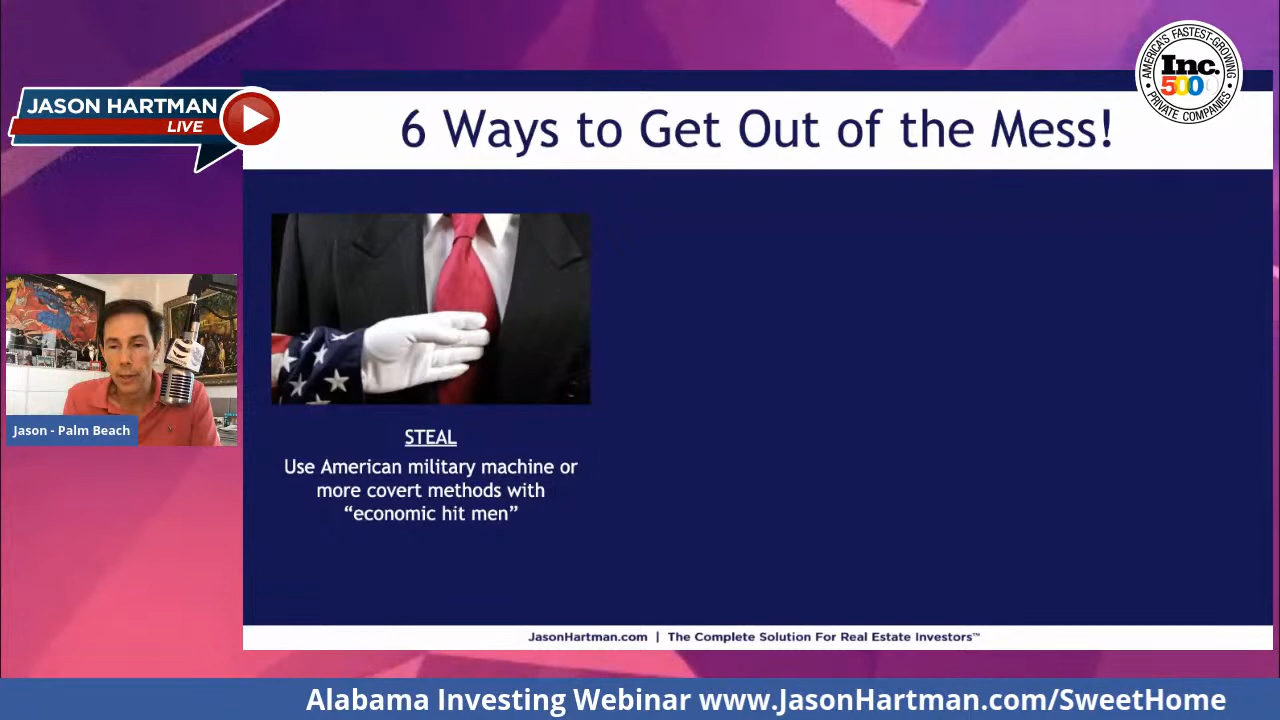 AMERICA'S FASTEST-GROWING
Inc.
500
PRIVATE COMPANIES
JASON HARTMAN
LIVE
6 Ways to Get Out of the Mess!
STEAL
Use American military machine or
more covert methods with
“economic hit men”
Jason - Palm Beach
JasonHartman.com | The Complete Solution For Real Estate Investors™
Alabama Investing Webinar www.JasonHartman.com/SweetHome